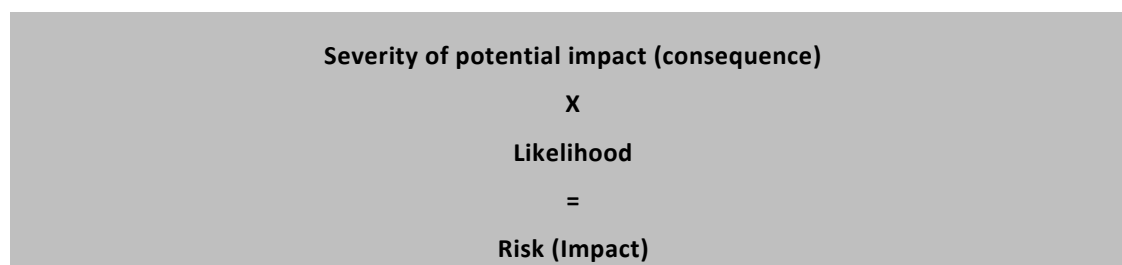 Severity of potential impact (consequence)
X
Likelihood
=
Risk (Impact)